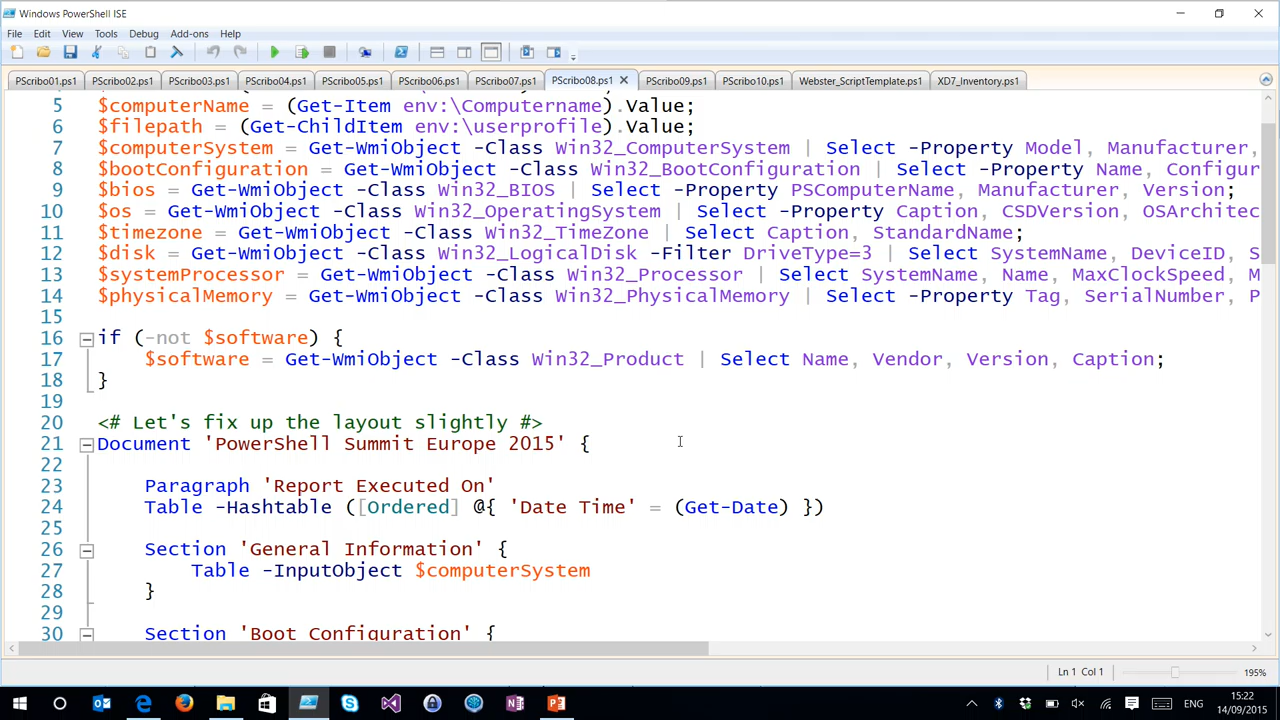 Windows PowerShell ISE
File Edit View Tools Debug Add-ons Help
PScribo01.ps1 PScribo02.ps1 PScribo03.ps1 PScribo04.ps1 PScribo05.ps1 PScribo06.ps1 PScribo07.ps1 PScribo08.ps1 PScribo09.ps1 PScribo10.ps1 Webster_ScriptTemplate.ps1 XD7_Inventory.ps1
5 $computerName = (Get-Item env:\Computername).Value;
6 $filepath = (Get-ChildItem env:\userprofile).Value;
7 $computerSystem = Get-WmiObject -Class Win32_ComputerSystem | Select -Property Model, Manufacturer,
8 $bootConfiguration = Get-WmiObject -Class Win32_BootConfiguration | Select -Property Name, Configur
9 $bios = Get-WmiObject -Class Win32_BIOS | Select -Property PSComputerName, Manufacturer, Version;
10 $os = Get-WmiObject -Class Win32_OperatingSystem | Select -Property Caption, CSDVersion, OSArchitec
11 $timezone = Get-WmiObject -Class Win32_TimeZone | Select Caption, StandardName;
12 $disk = Get-WmiObject -Class Win32_LogicalDisk -Filter DriveType=3 | Select SystemName, DeviceID, S
13 $systemProcessor = Get-WmiObject -Class Win32_Processor | Select SystemName, Name, MaxClockSpeed, M
14 $physicalMemory = Get-WmiObject -Class Win32_PhysicalMemory | Select -Property Tag, SerialNumber, P
15
16 if (-not $software) {
17 $software = Get-WmiObject -Class Win32_Product | Select Name, Vendor, Version, Caption;
18 }
19
20 <# Let's fix up the layout slightly #>
21 Document 'PowerShell Summit Europe 2015' {
22
23 Paragraph 'Report Executed On'
24 Table -Hashtable ([Ordered] @{ 'Date Time' = (Get-Date) })
25
26 Section 'General Information' {
27 Table -InputObject $computerSystem
28 }
29
30 Section 'Boot Configuration' {
Ln 1 Col 1 195%
ENG 15:22
14/09/2015